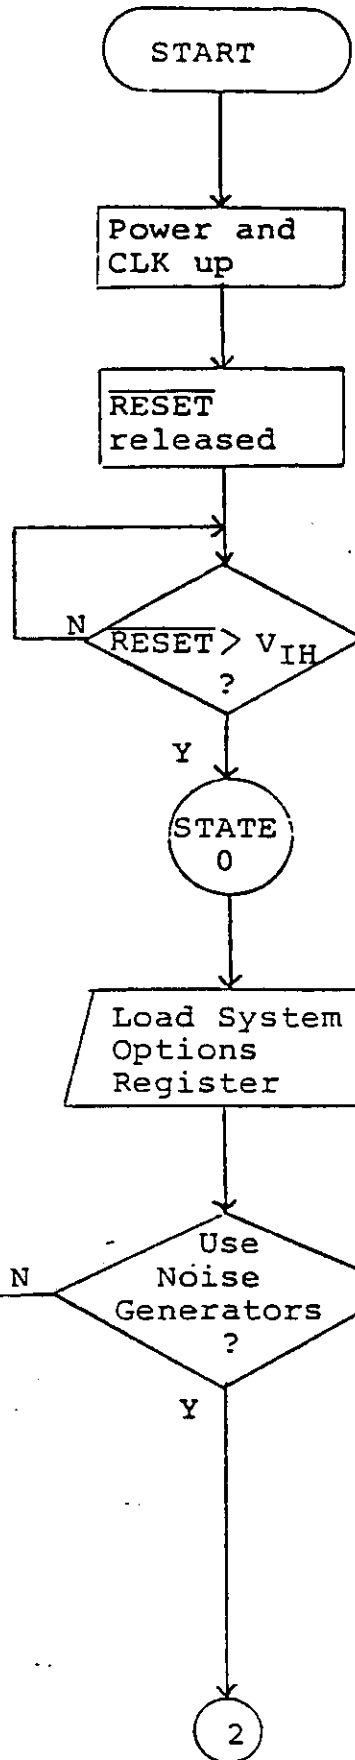 START
Power and
CLK up
RESET
released
N
RESET > VIH
?
Y
STATE
0
Load System
Options
Register
Use
N
Noise
Generators
?
Y
2